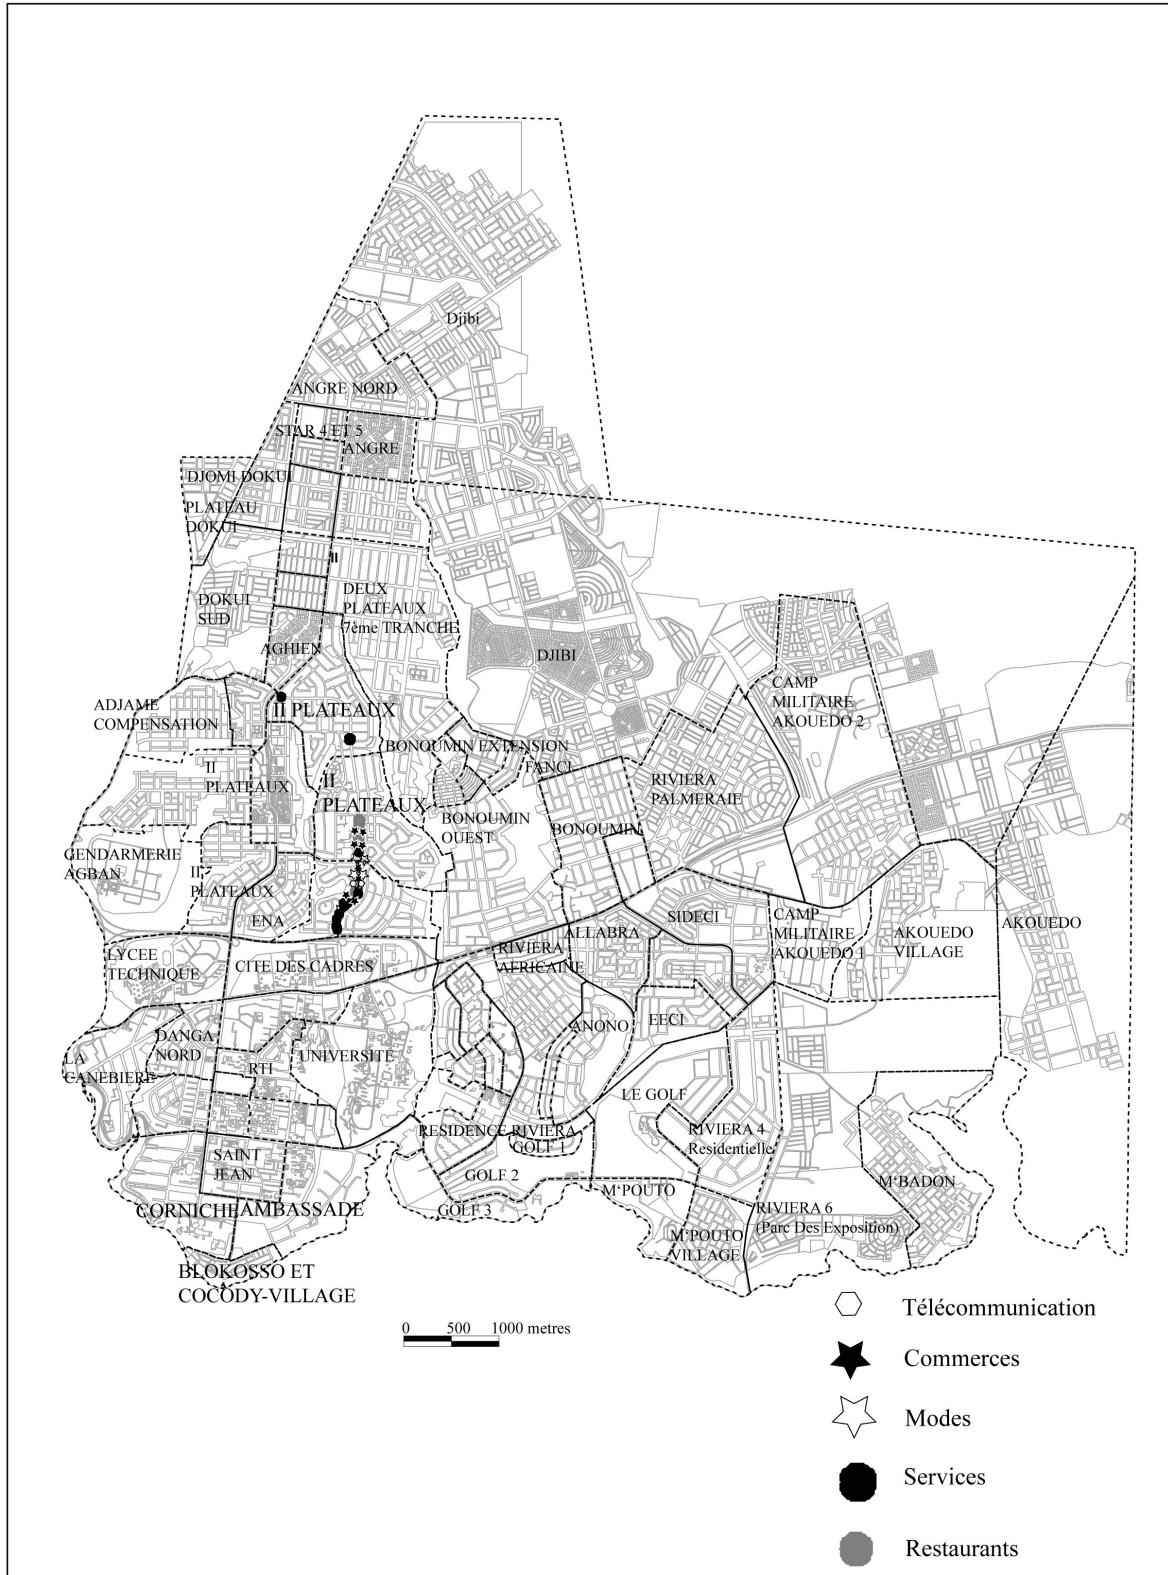 Djibi
ANGRE NORD
STAR 4 ET 5
ANGRE
DJOMI DOKUI
PLATEAU
DOKUI
II
DOKUI
SUD
DEUX
PLATEAUX
7ème TRANCHE
AGHIEN
DJIBI
ADJAME
COMPENSATION
II PLATEAUX
CAMP
MILITAIRE
AKOUEDO 2
BONOUMIN EXTENSION
FANCI
II
PLATEAUX
II
PLATEAUX
RIVIERA
PALMERAIE
BONOUMIN
OUEST
BONOUMIN
GENDARMERIE
AGBAN
II
PLATEAUX
ENA
SIDECI
CAMP
MILITAIRE
AKOUEDO 1
AKOUEDO
VILLAGE
AKOUEDO
ALLABRA
RIVIERA
AFRICAINE
LYCEE
TECHNIQUE
CITE DES CADRES
DANGA
NORD
LA
CANEBIERE
RTI
UNIVERSITE
ANONO
EECI
LE GOLF
RESIDENCE RIVIERA
GOLF 1
RIVIERA 4
Residentielle
SAINT
JEAN
GOLF 2
GOLF 3
M'POUTO
M'BADON
CORNICHE
AMBASSADE
RIVIERA 6
(Parc Des Exposition)
M'POUTO
VILLAGE
BLOKOSSO ET
COCODY-VILLAGE
0 500 1000 metres
Télécommunication
Commerces
Modes
Services
Restaurants